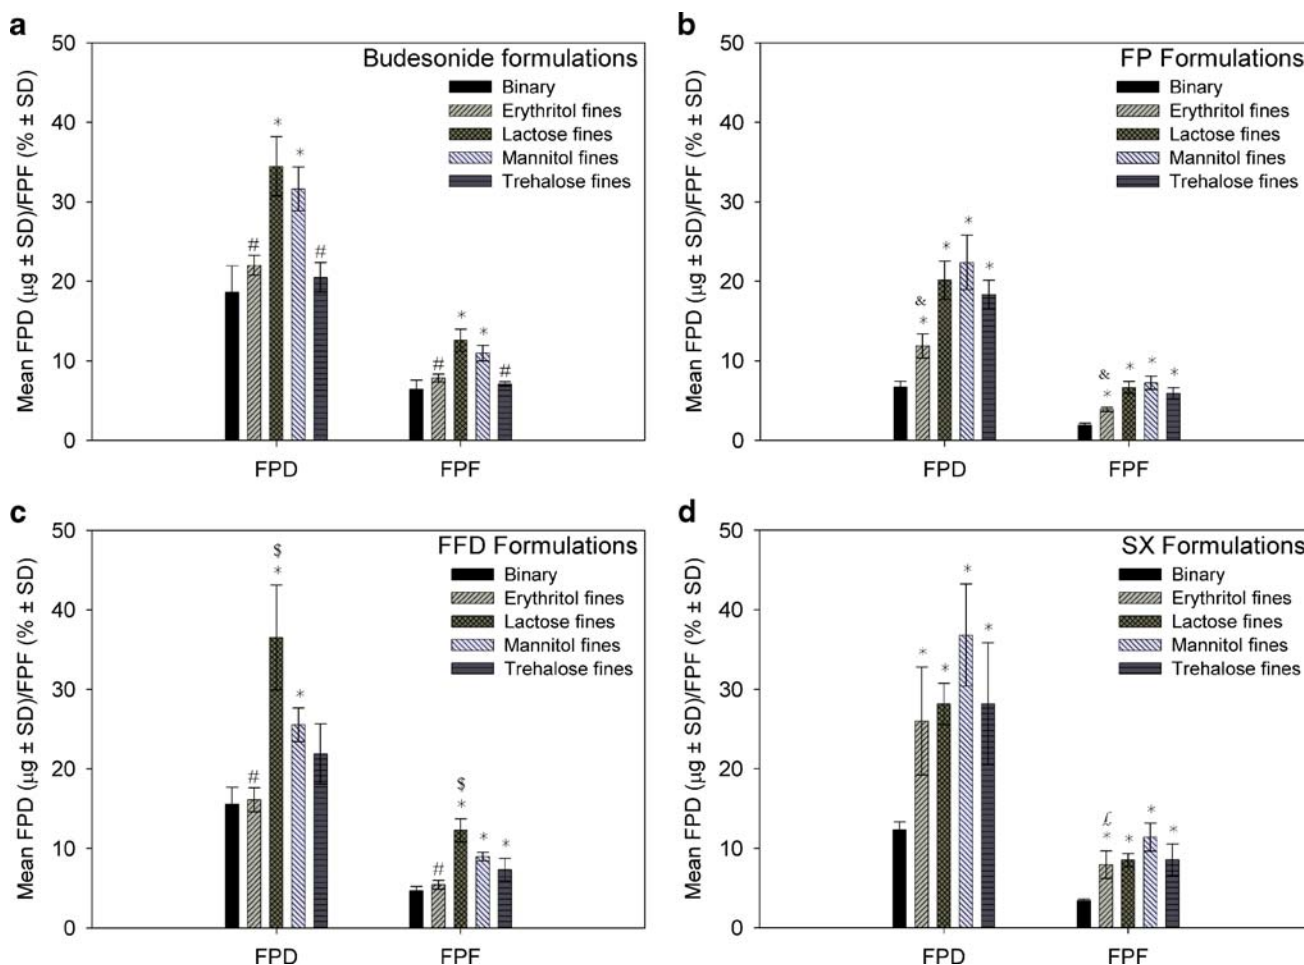 a
Budesonide formulations
Binary
Erythritol fines
Lactose fines
Mannitol fines
Trehalose fines
Mean FPD (µg ± SD)/FPF (% ± SD)
50
40
30
20
10
0
#
*
*
#
#
*
*
#
FPD
FPF
b
FP Formulations
Binary
Erythritol fines
Lactose fines
Mannitol fines
Trehalose fines
Mean FPD (µg ± SD)/FPF (% ± SD)
50
40
30
20
10
0
&
*
*
*
*
&
*
*
*
*
FPD
FPF
c
FFD Formulations
Binary
Erythritol fines
Lactose fines
Mannitol fines
Trehalose fines
Mean FPD (µg ± SD)/FPF (% ± SD)
50
40
30
20
10
0
#
$
*
*
#
$
*
*
*
FPD
FPF
d
SX Formulations
Binary
Erythritol fines
Lactose fines
Mannitol fines
Trehalose fines
Mean FPD (µg ± SD)/FPF (% ± SD)
50
40
30
20
10
0
*
*
*
*
£
*
*
*
*
FPD
FPF